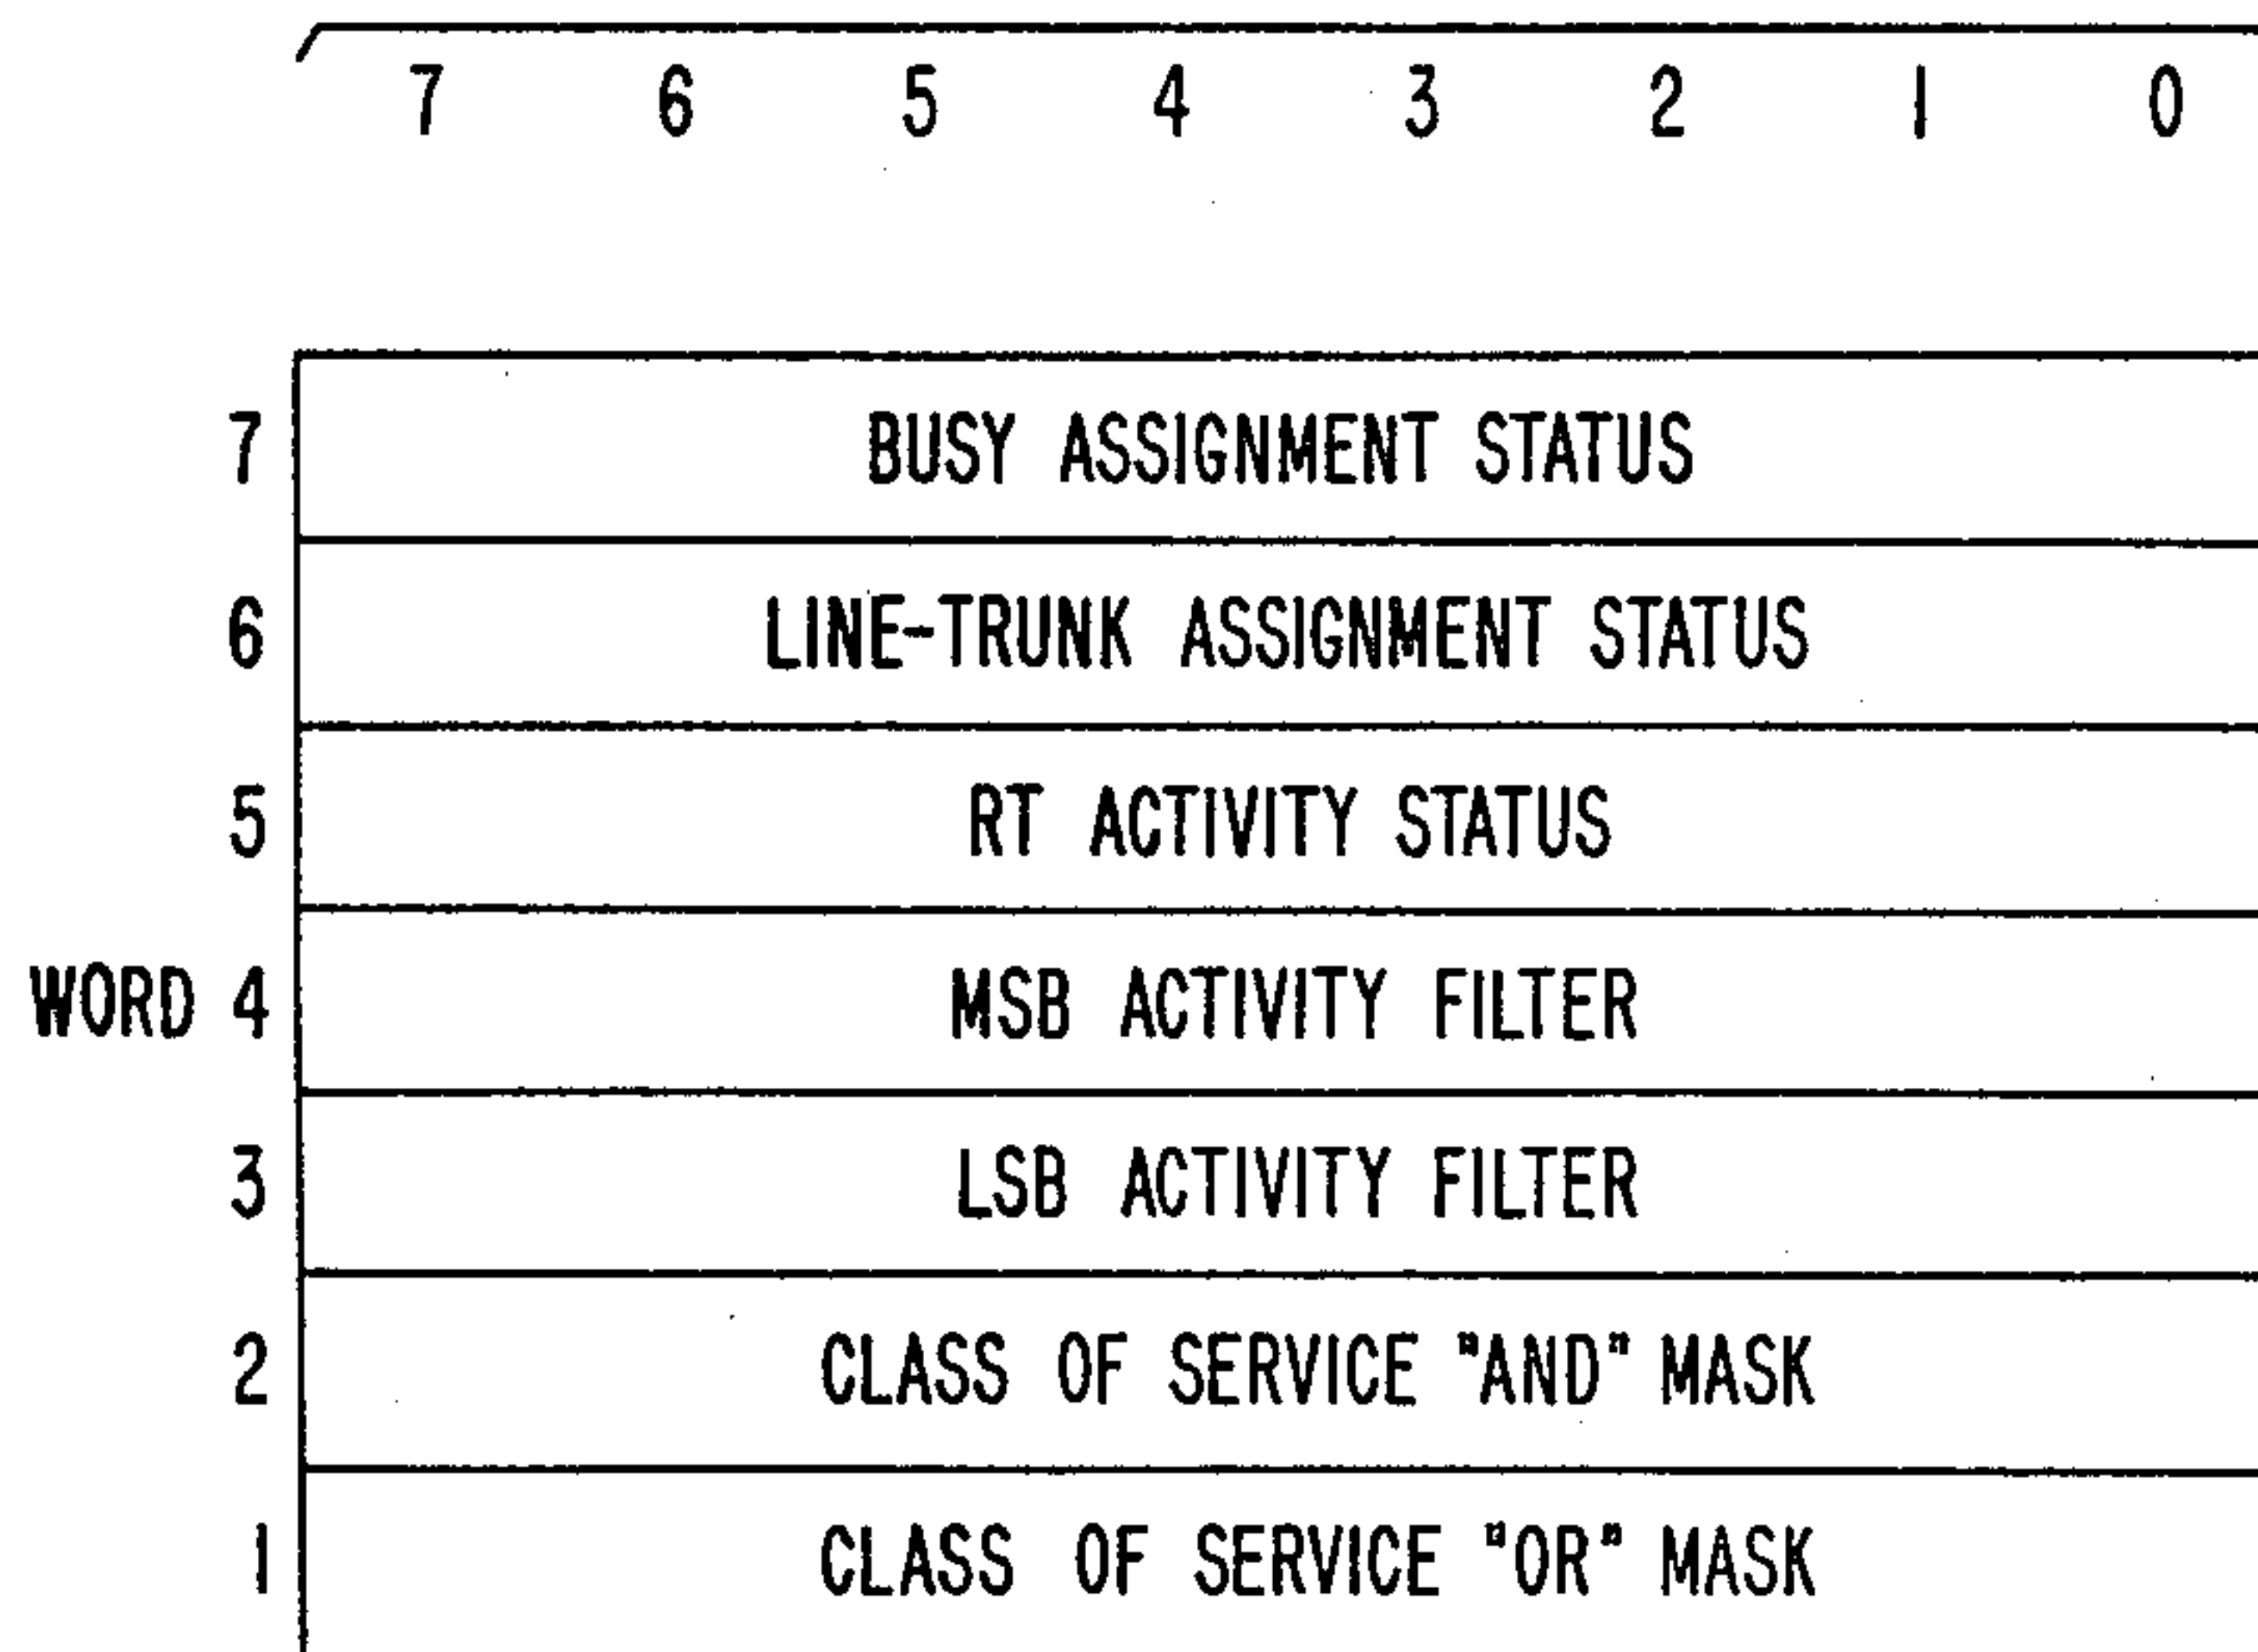 7 6 5 4 3 2 1 0
7 BUSY ASSIGNMENT STATUS
6 LINE-TRUNK ASSIGNMENT STATUS
5 RT ACTIVITY STATUS
WORD 4 MSB ACTIVITY FILTER
3 LSB ACTIVITY FILTER
2 CLASS OF SERVICE "AND" MASK
1 CLASS OF SERVICE "OR" MASK